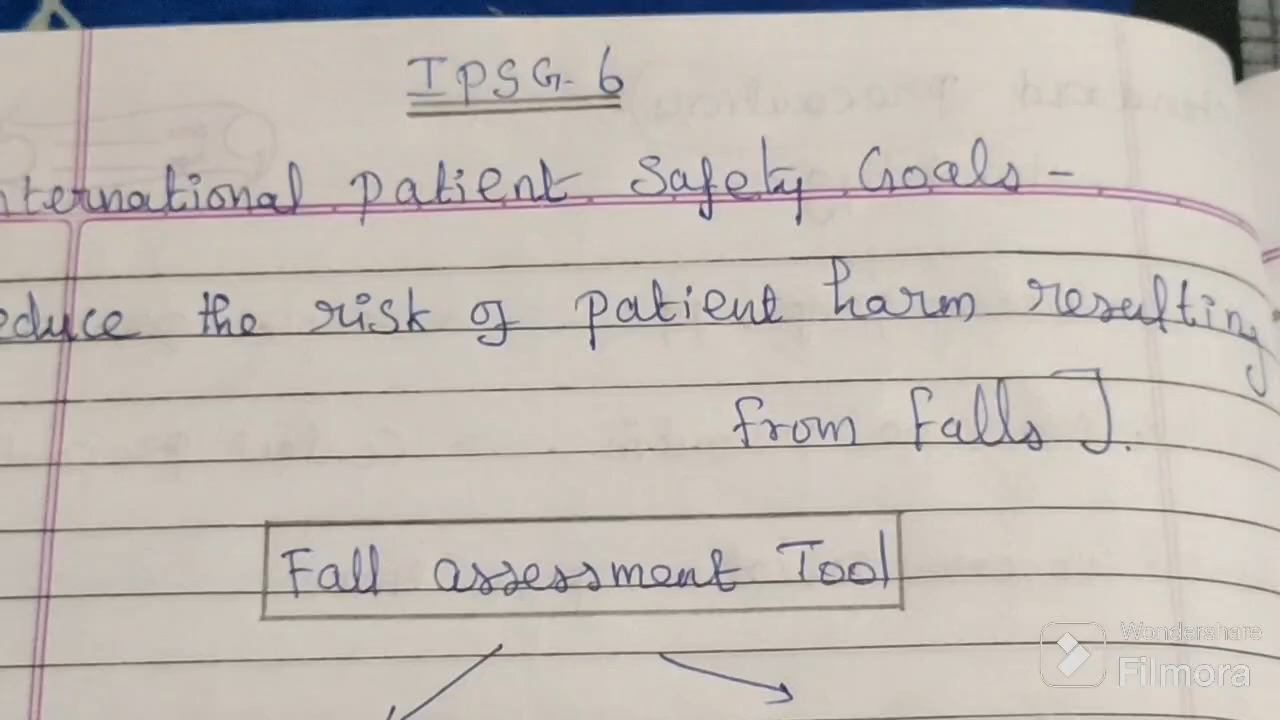 IPSG-6
nternational patient Safety Goals -
educe the risk of patient harm resulting
from falls ].
Fall assessment Tool
Wondershare
Filmora